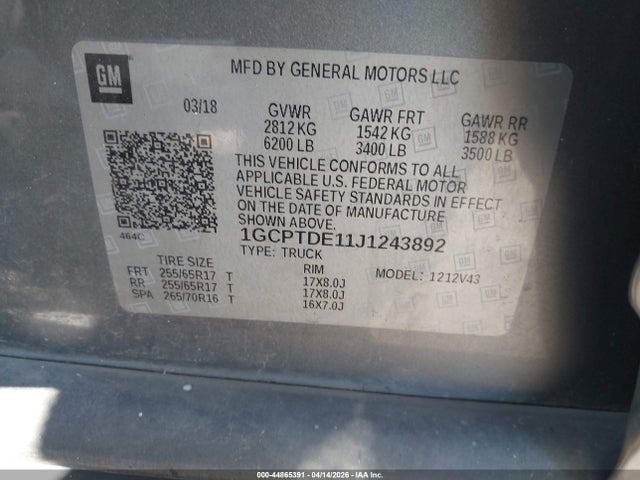 GM
MFD BY GENERAL MOTORS LLC
03/18
GVWR
2812 KG
6200 LB
GAWR FRT
1542 KG
3400 LB
GAWR RR
1588 KG
3500 LB
THIS VEHICLE CONFORMS TO ALL
APPLICABLE U.S. FEDERAL MOTOR
VEHICLE SAFETY STANDARDS IN EFFECT
ON THE DATE OF MANUFACTURE
SHOWN ABOVE.
464C
1GCPTDE11J1243892
TYPE: TRUCK
MODEL: 1212V43
TIRE SIZE RIM
FRT 255/65R17 T 17X8.0J
RR 255/65R17 T 17X8.0J
SPA 265/70R16 T 16X7.0J
000-44865391 - 04/14/2026 - IAA Inc.